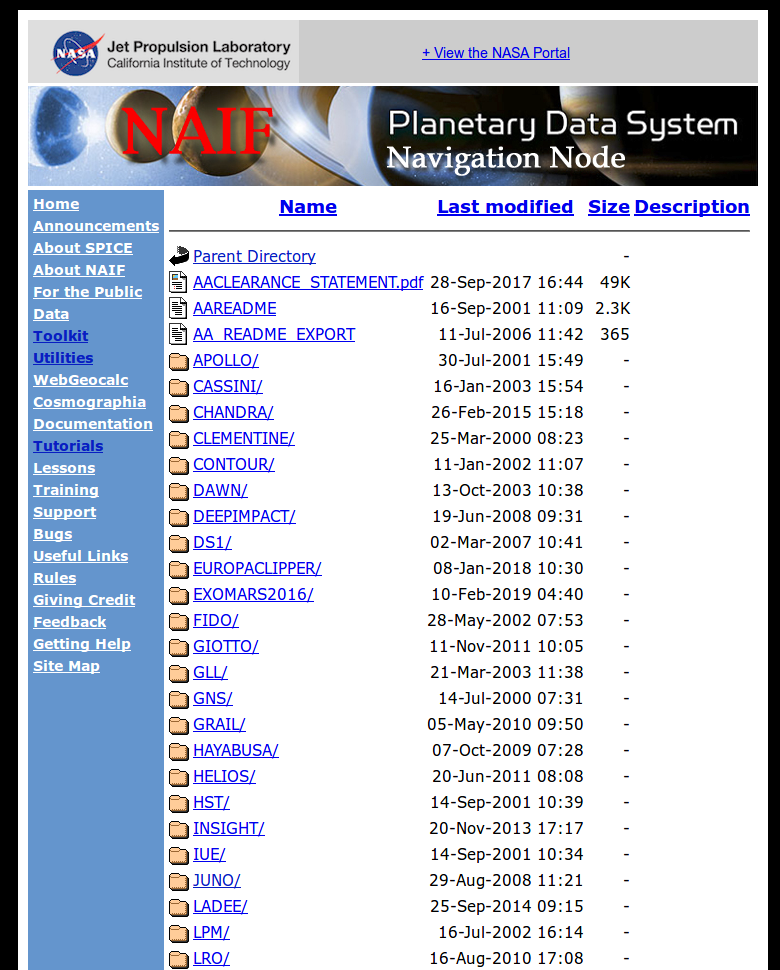 NASA
Jet Propulsion Laboratory
California Institute of Technology
+ View the NASA Portal
NAIF
Planetary Data System
Navigation Node
Home
Announcements
About SPICE
About NAIF
For the Public
Data
Toolkit
Utilities
WebGeocalc
Cosmographia
Documentation
Tutorials
Lessons
Training
Support
Bugs
Useful Links
Rules
Giving Credit
Feedback
Getting Help
Site Map
Name Last modified Size Description
Parent Directory -
AACLEARANCE_STATEMENT.pdf 28-Sep-2017 16:44 49K
AAREADME 16-Sep-2001 11:09 2.3K
AA_README_EXPORT 11-Jul-2006 11:42 365
APOLLO/ 30-Jul-2001 15:49 -
CASSINI/ 16-Jan-2003 15:54 -
CHANDRA/ 26-Feb-2015 15:18 -
CLEMENTINE/ 25-Mar-2000 08:23 -
CONTOUR/ 11-Jan-2002 11:07 -
DAWN/ 13-Oct-2003 10:38 -
DEEPIMPACT/ 19-Jun-2008 09:31 -
DS1/ 02-Mar-2007 10:41 -
EUROPACLIPPER/ 08-Jan-2018 10:30 -
EXOMARS2016/ 10-Feb-2019 04:40 -
FIDO/ 28-May-2002 07:53 -
GIOTTO/ 11-Nov-2011 10:05 -
GLL/ 21-Mar-2003 11:38 -
GNS/ 14-Jul-2000 07:31 -
GRAIL/ 05-May-2010 09:50 -
HAYABUSA/ 07-Oct-2009 07:28 -
HELIOS/ 20-Jun-2011 08:08 -
HST/ 14-Sep-2001 10:39 -
INSIGHT/ 20-Nov-2013 17:17 -
IUE/ 14-Sep-2001 10:34 -
JUNO/ 29-Aug-2008 11:21 -
LADEE/ 25-Sep-2014 09:15 -
LPM/ 16-Jul-2002 16:14 -
LRO/ 16-Aug-2010 17:08 -